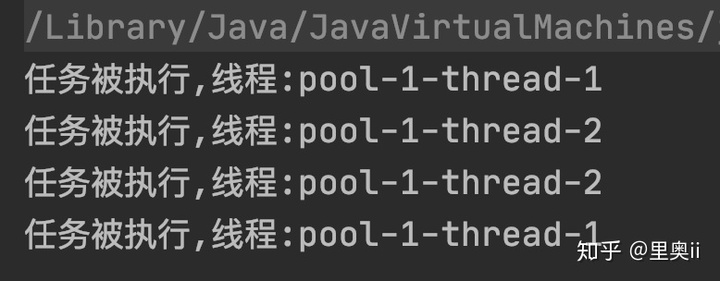 /Library/Java/JavaVirtualMachines/
任务被执行,线程:pool-1-thread-1
任务被执行,线程:pool-1-thread-2
任务被执行,线程:pool-1-thread-2
任务被执行,线程:pool-1-thread-1
知乎 @里奥ii